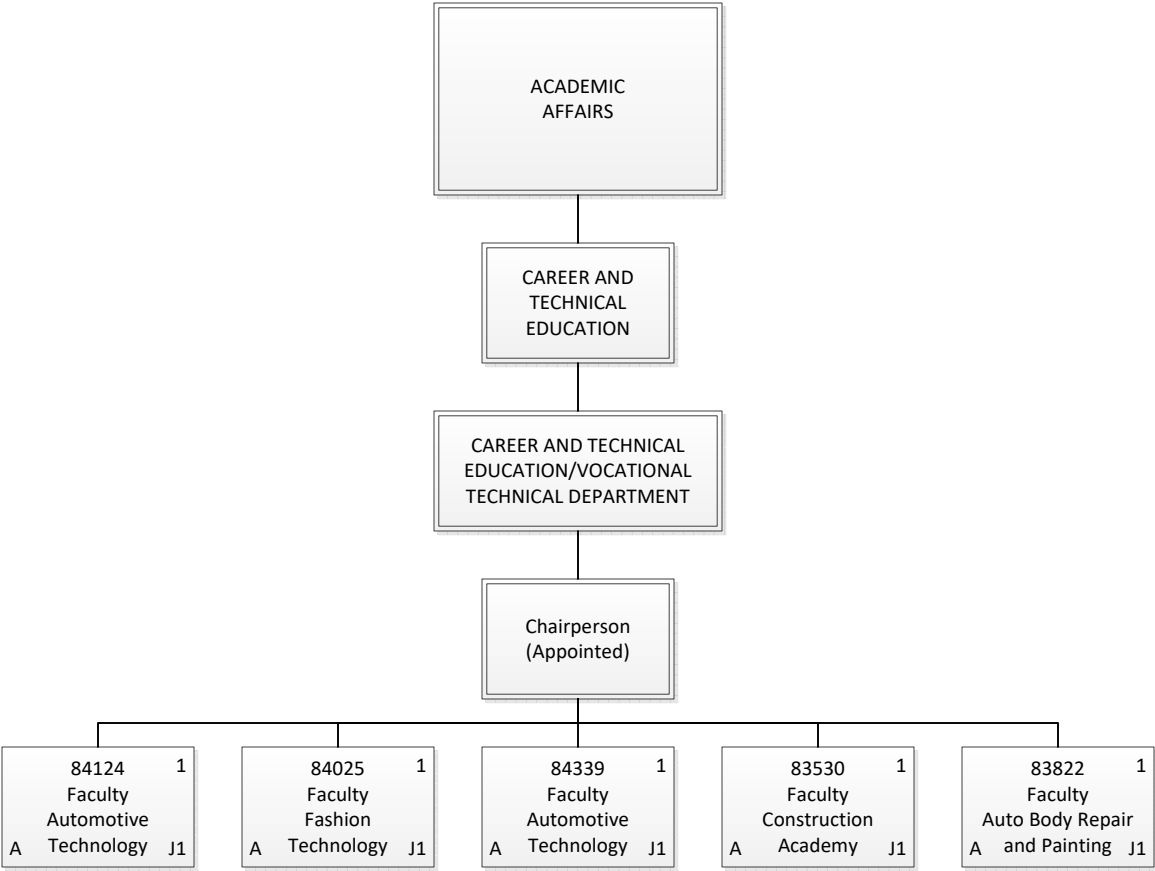 ACADEMIC
AFFAIRS
CAREER AND
TECHNICAL
EDUCATION
CAREER AND TECHNICAL
EDUCATION/VOCATIONAL
TECHNICAL DEPARTMENT
Chairperson
(Appointed)
84124 1
Faculty
Automotive
A Technology J1
84025 1
Faculty
Fashion
A Technology J1
84339 1
Faculty
Automotive
A Technology J1
83530 1
Faculty
Construction
A Academy J1
83822 1
Faculty
Auto Body Repair
A and Painting J1